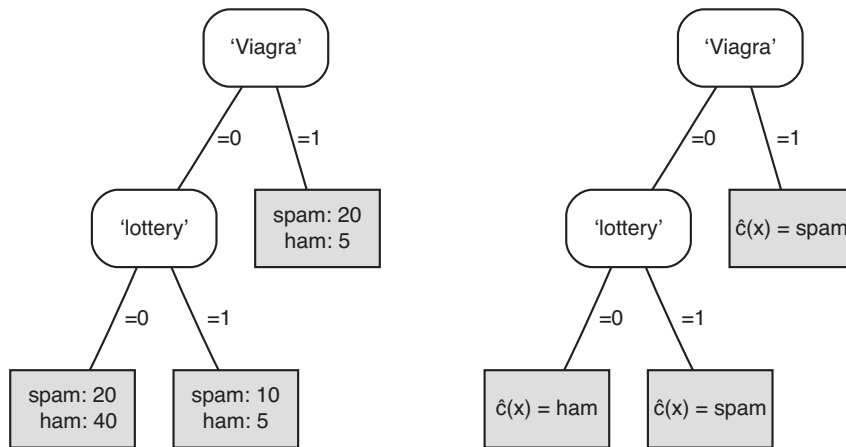 ‘Viagra’
=0
=1
‘lottery’
spam: 20
ham: 5
=0
=1
spam: 20
ham: 40
spam: 10
ham: 5
‘Viagra’
=0
=1
‘lottery’
ĉ(x) = spam
=0
=1
ĉ(x) = ham
ĉ(x) = spam